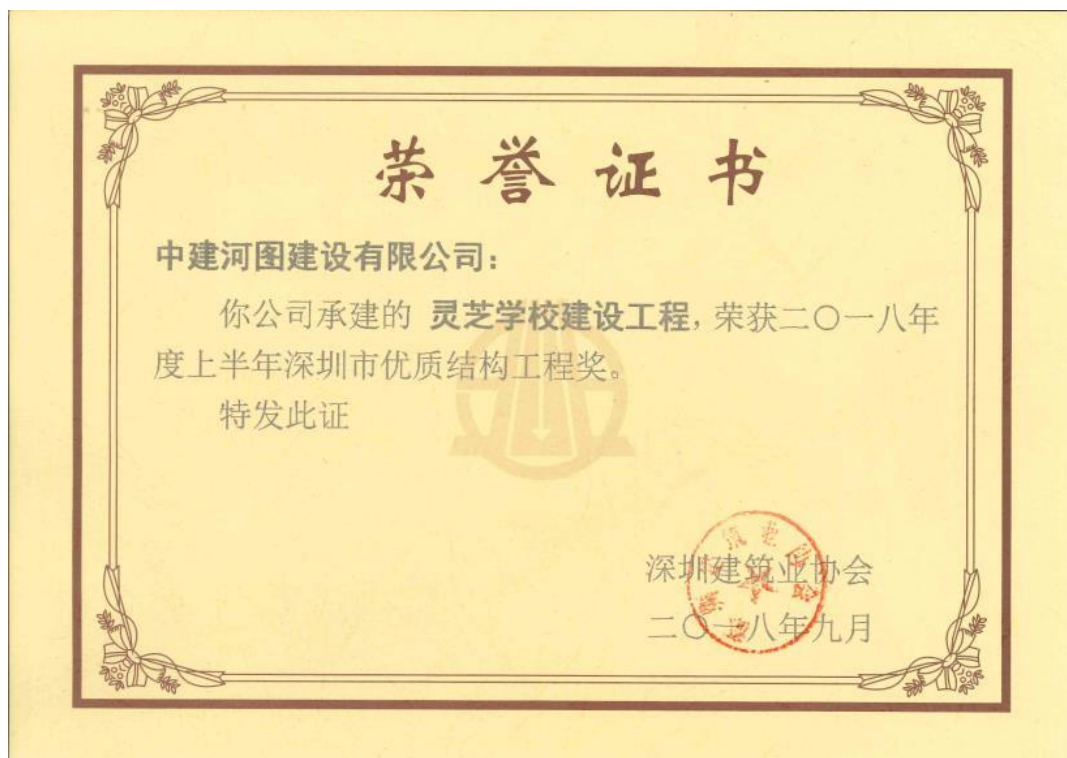 荣誉证书
中建河图建设有限公司：
你公司承建的 灵芝学校建设工程，荣获二〇一八年
度上半年深圳市优质结构工程奖。
特发此证
深圳建筑业协会
二〇一八年九月